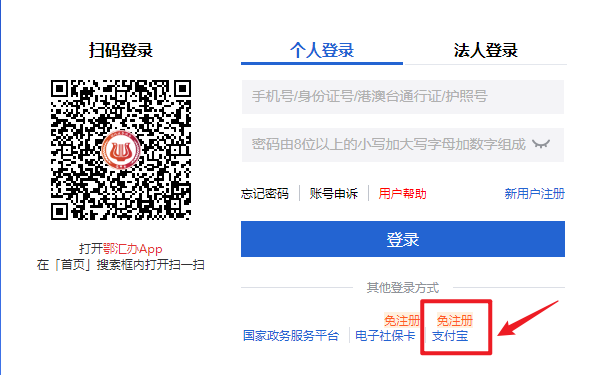 扫码登录
个人登录
法人登录
手机号/身份证号/港澳台通行证/护照号
密码由8位以上的小写加大写字母加数字组成
忘记密码
账号申诉
用户帮助
新用户注册
登录
打开鄂汇办App
在「首页」搜索框内打开扫一扫
其他登录方式
免注册
免注册
国家政务服务平台
电子社保卡
支付宝